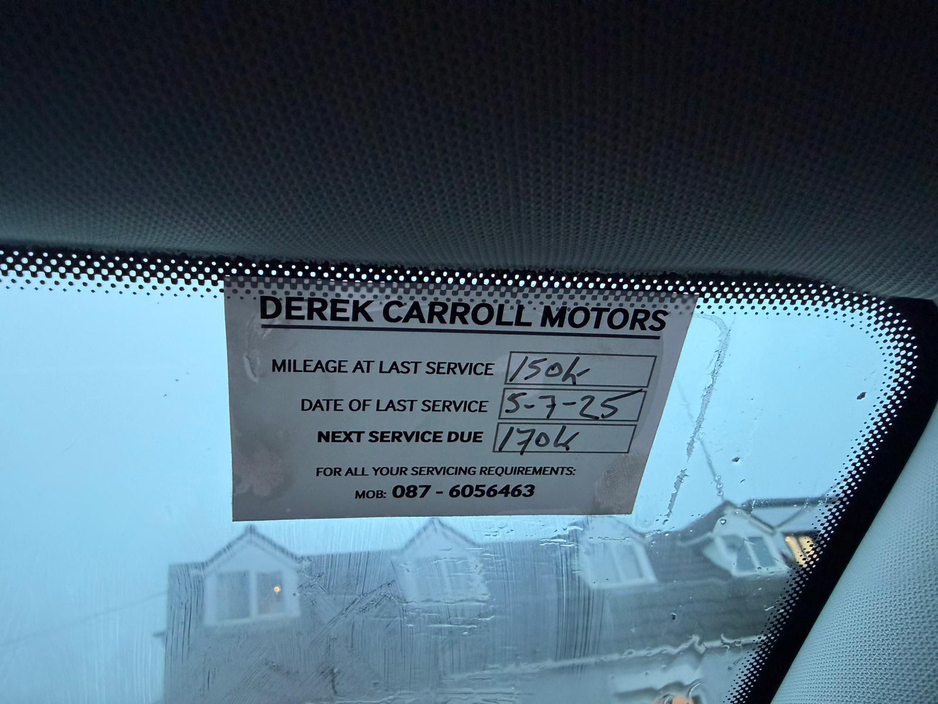 DEREK CARROLL MOTORS
MILEAGE AT LAST SERVICE 150k
DATE OF LAST SERVICE 5-7-25
NEXT SERVICE DUE 170k
FOR ALL YOUR SERVICING REQUIREMENTS:
MOB: 087 - 6056463